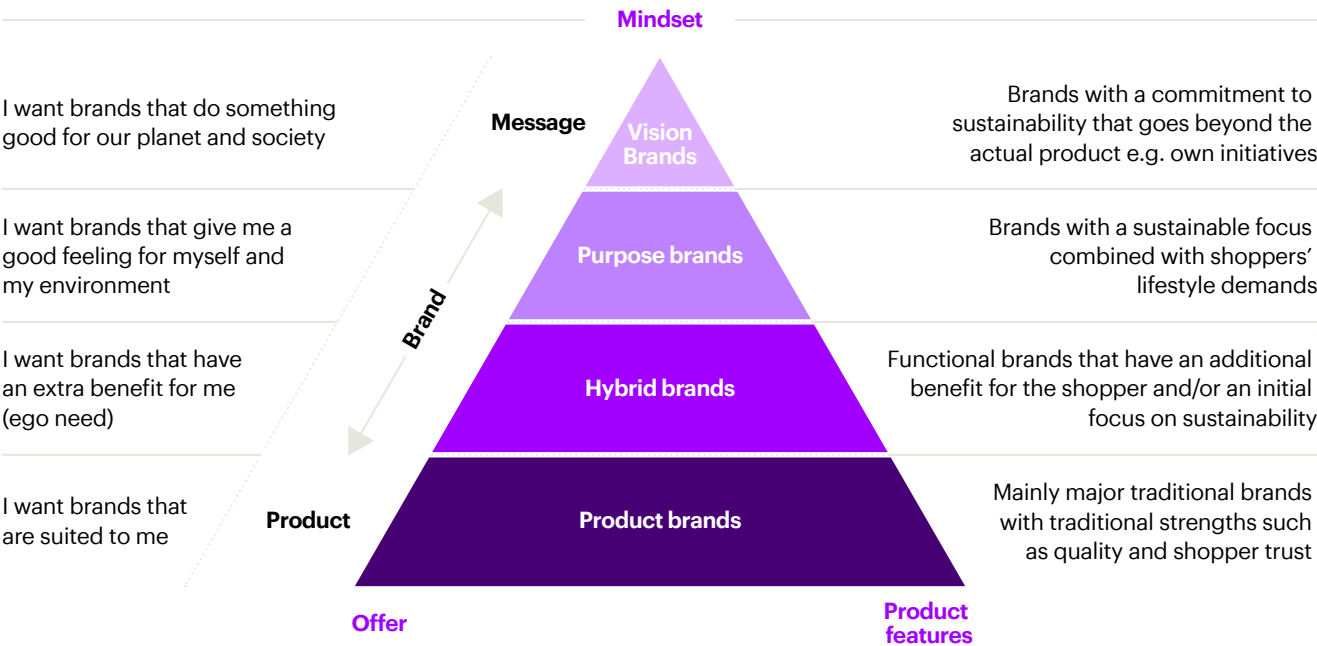 Mindset
I want brands that do something
good for our planet and society
Message
Vision
Brands
Brands with a commitment to
sustainability that goes beyond the
actual product e.g. own initiatives
I want brands that give me a
good feeling for myself and
my environment
Purpose brands
Brands with a sustainable focus
combined with shoppers’
lifestyle demands
Brand
I want brands that have
an extra benefit for me
(ego need)
Hybrid brands
Functional brands that have an additional
benefit for the shopper and/or an initial
focus on sustainability
I want brands that
are suited to me
Product
Product brands
Mainly major traditional brands
with traditional strengths such
as quality and shopper trust
Offer
Product
features